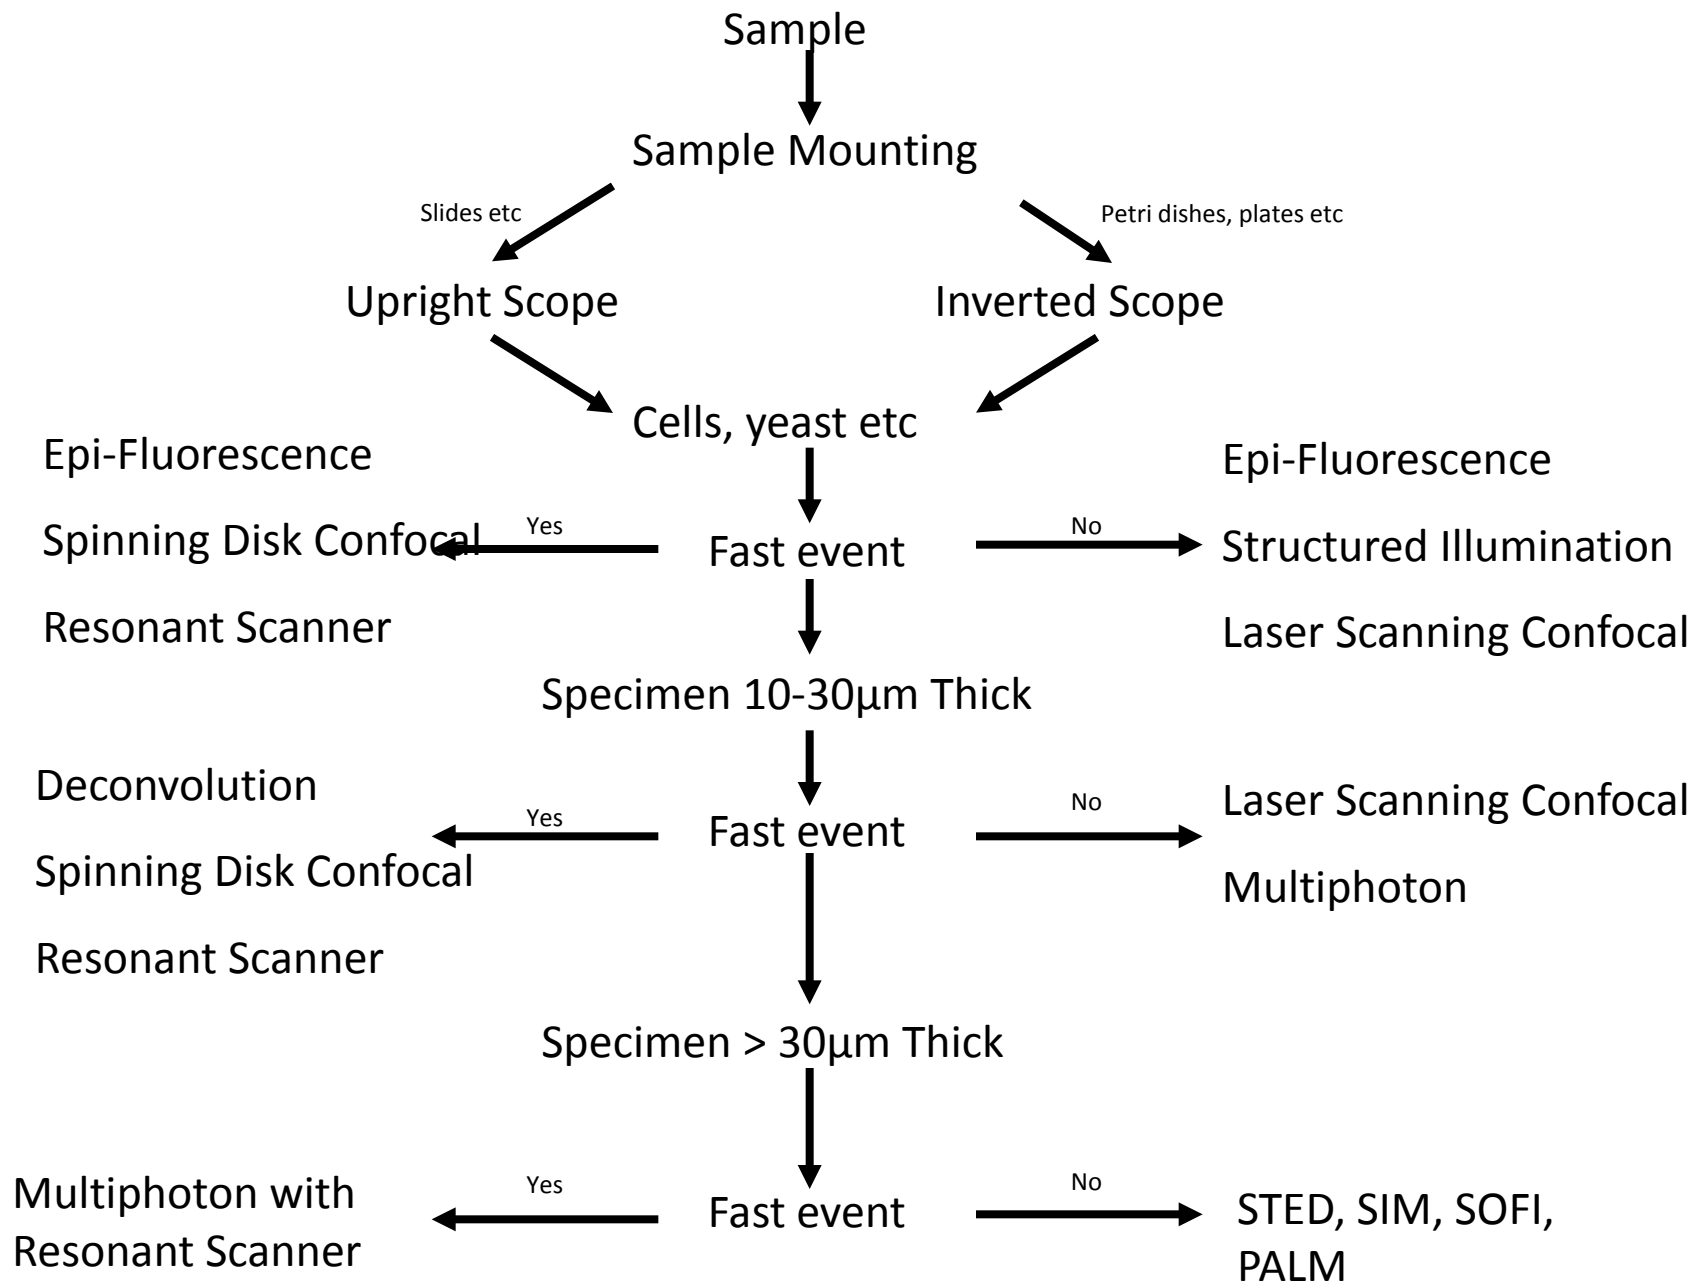 Sample
Sample Mounting
Slides etc
Petri dishes, plates etc
Upright Scope
Inverted Scope
Cells, yeast etc
Epi-Fluorescence
Spinning Disk Confocal
Resonant Scanner
Yes
Fast event
No
Epi-Fluorescence
Structured Illumination
Laser Scanning Confocal
Specimen 10-30µm Thick
Deconvolution
Spinning Disk Confocal
Resonant Scanner
Yes
Fast event
No
Laser Scanning Confocal
Multiphoton
Specimen > 30µm Thick
Multiphoton with
Resonant Scanner
Yes
Fast event
No
STED, SIM, SOFI,
PALM